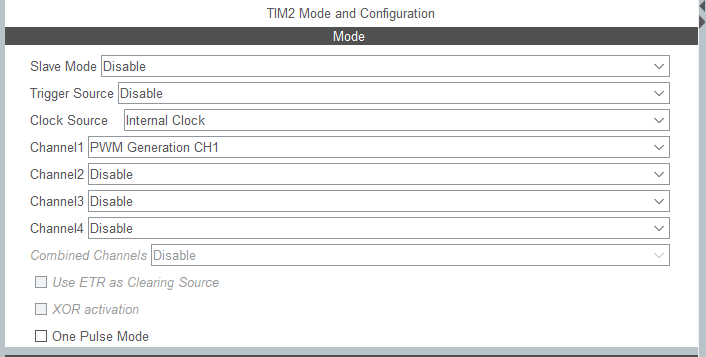 TIM2 Mode and Configuration
Mode
Slave Mode Disable
Trigger Source Disable
Clock Source Internal Clock
Channel1 PWM Generation CH1
Channel2 Disable
Channel3 Disable
Channel4 Disable
Combined Channels Disable
Use ETR as Clearing Source
XOR activation
One Pulse Mode